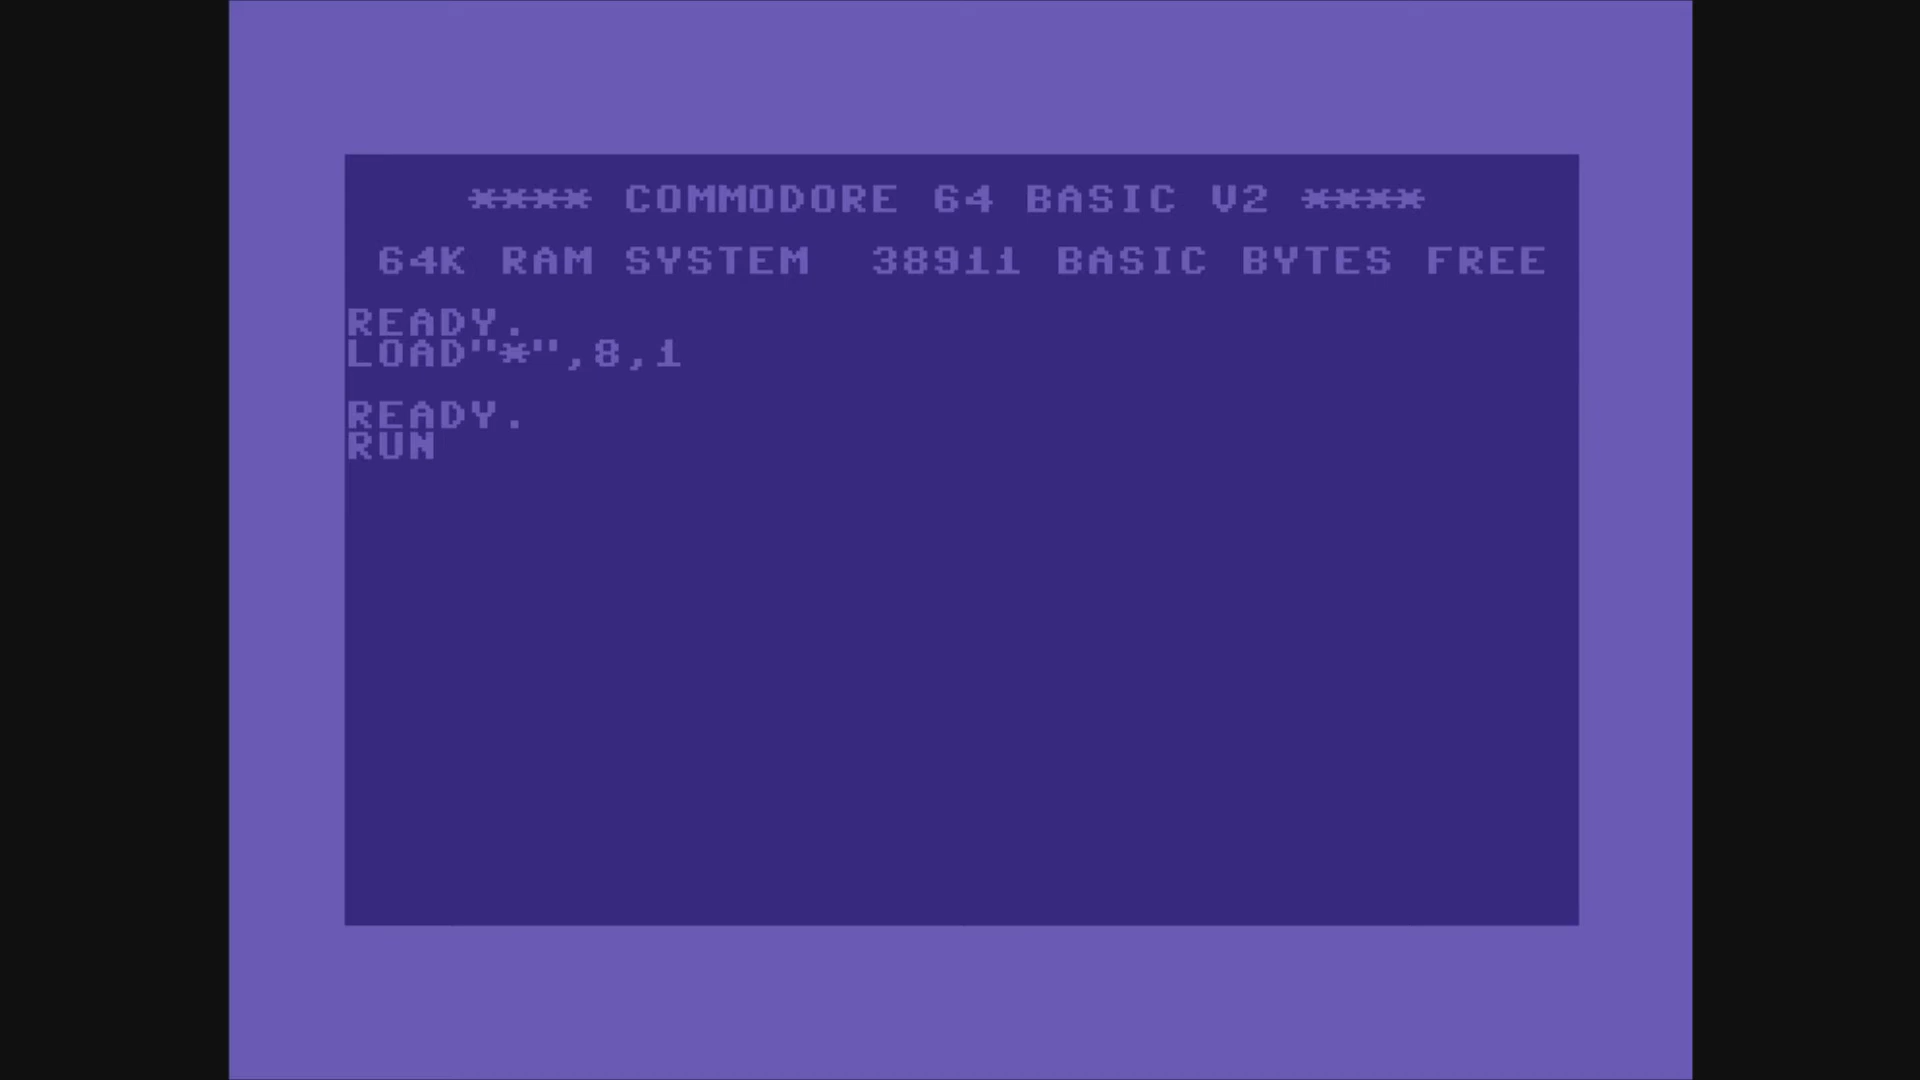 **** COMMODORE 64 BASIC V2 ****
64K RAM SYSTEM  38911 BASIC BYTES FREE
READY.
LOAD"*",8,1
READY.
RUN